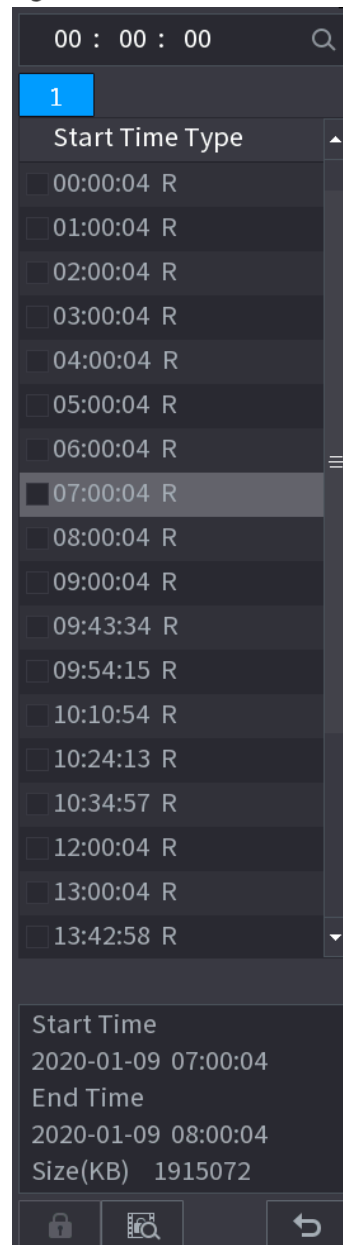 00 : 00 : 00
1
Start Time Type
00:00:04 R
01:00:04 R
02:00:04 R
03:00:04 R
04:00:04 R
05:00:04 R
06:00:04 R
07:00:04 R
08:00:04 R
09:00:04 R
09:43:34 R
09:54:15 R
10:10:54 R
10:24:13 R
10:34:57 R
12:00:04 R
13:00:04 R
13:42:58 R
Start Time
2020-01-09 07:00:04
End Time
2020-01-09 08:00:04
Size(KB) 1915072